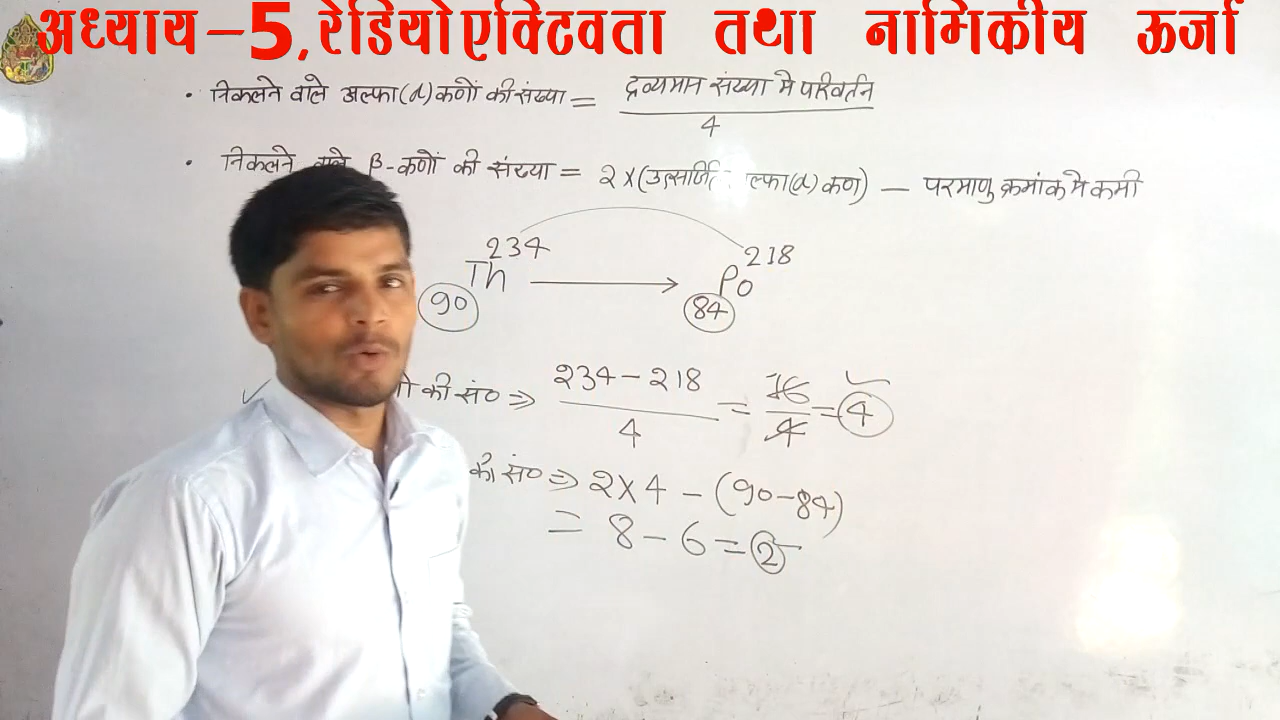 अध्याय-5, रेडियोएक्टिवता तथा नामिकीय ऊर्जा
• निकलने वाले अल्फा(α) कणों की संख्या = द्रव्यमान संख्या मे परिवर्तन / 4
• निकलने वाले β-कणों की संख्या = 2×(उत्सर्जि ल्फा(α) कण) — परमाणु क्रमांक मे कमी
90 Th 234 → 84 Po 218
✓ की सं० ⇒ 234-218 / 4 = 16/4 = 4
की सं० ⇒ 2×4 - (90-84)
= 8-6 = 2